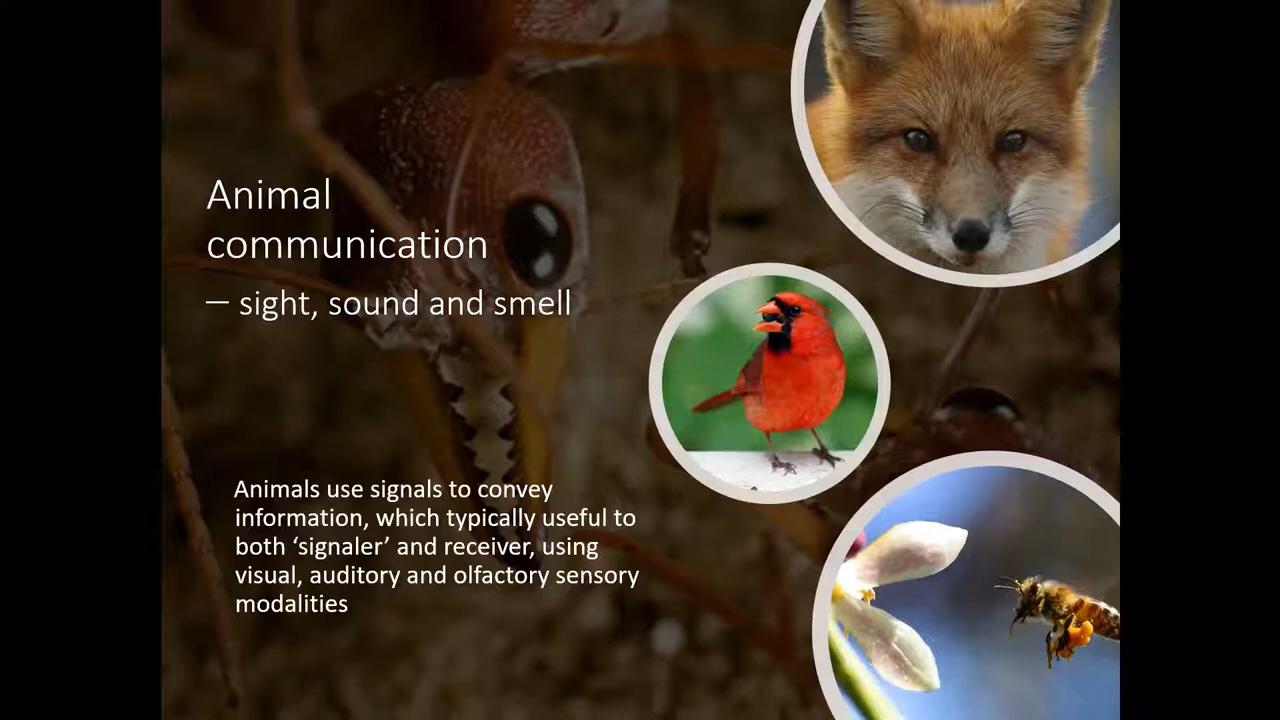 Animal
communication
– sight, sound and smell
Animals use signals to convey
information, which typically useful to
both ‘signaler’ and receiver, using
visual, auditory and olfactory sensory
modalities